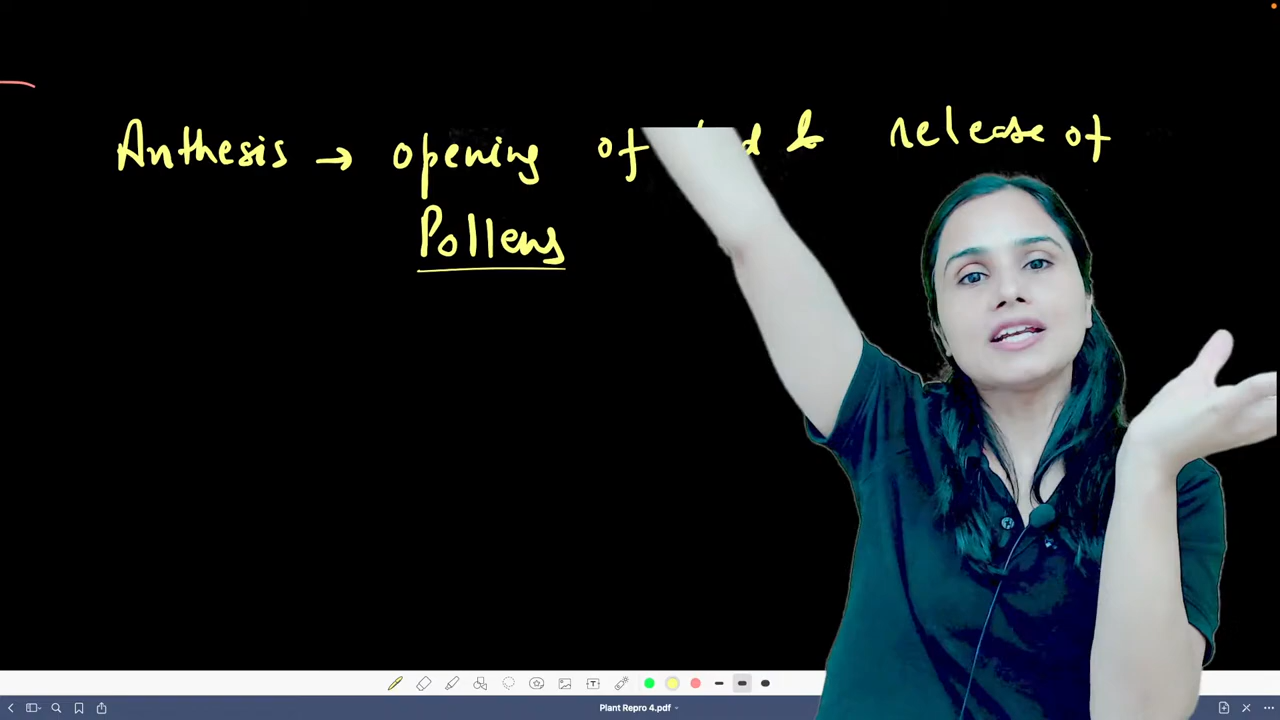 Anthesis → opening of & release of
Pollens
Plant Repro 4.pdf